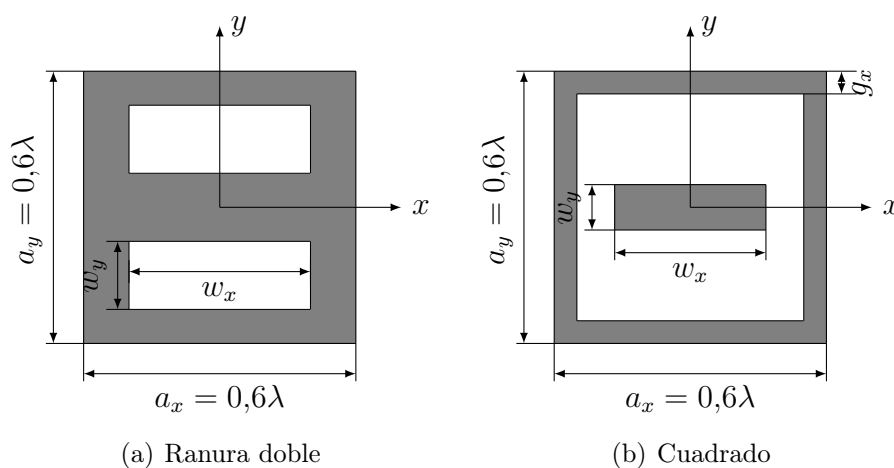 y
a_y = 0,6λ
w_y
w_x
x
a_x = 0,6λ
(a) Ranura doble
y
g_x
a_y = 0,6λ
w_y
w_x
x
a_x = 0,6λ
(b) Cuadrado